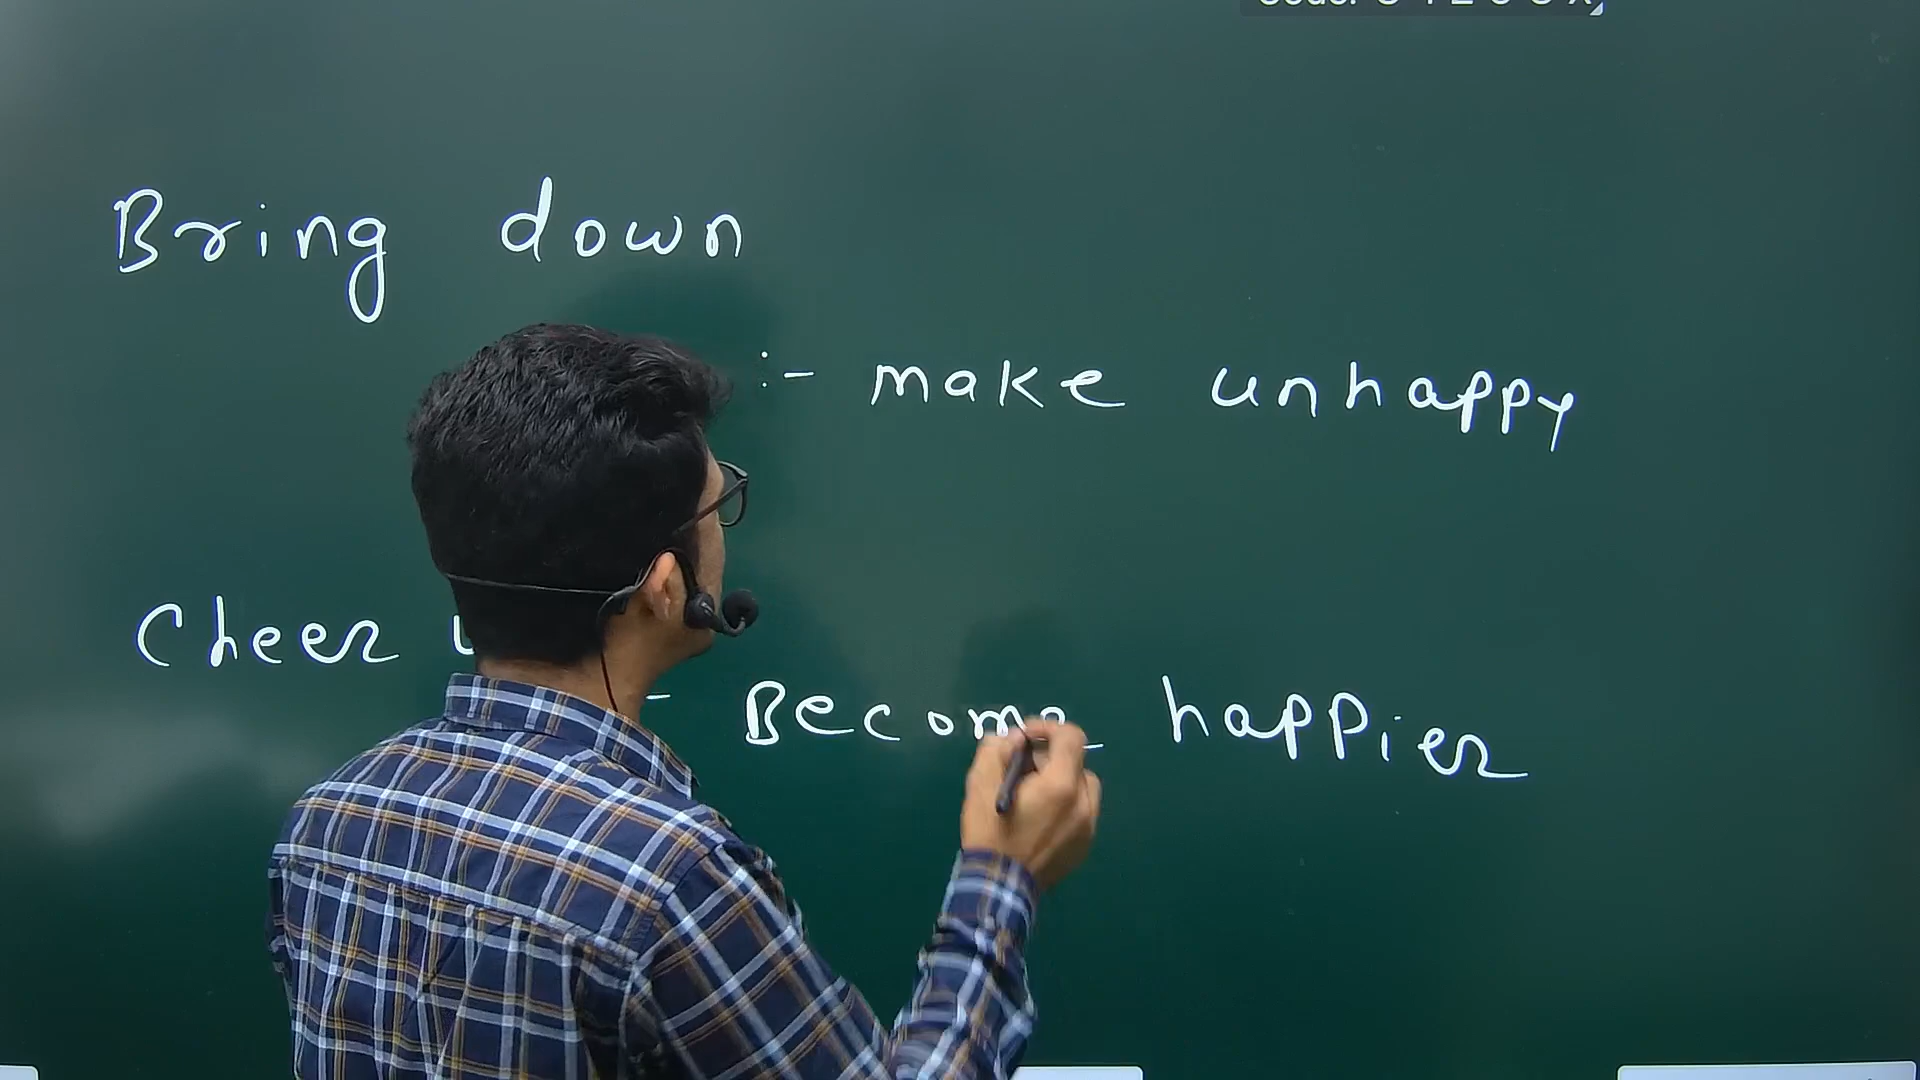 Bring down
:- make unhappy
Cheer
- Become happier